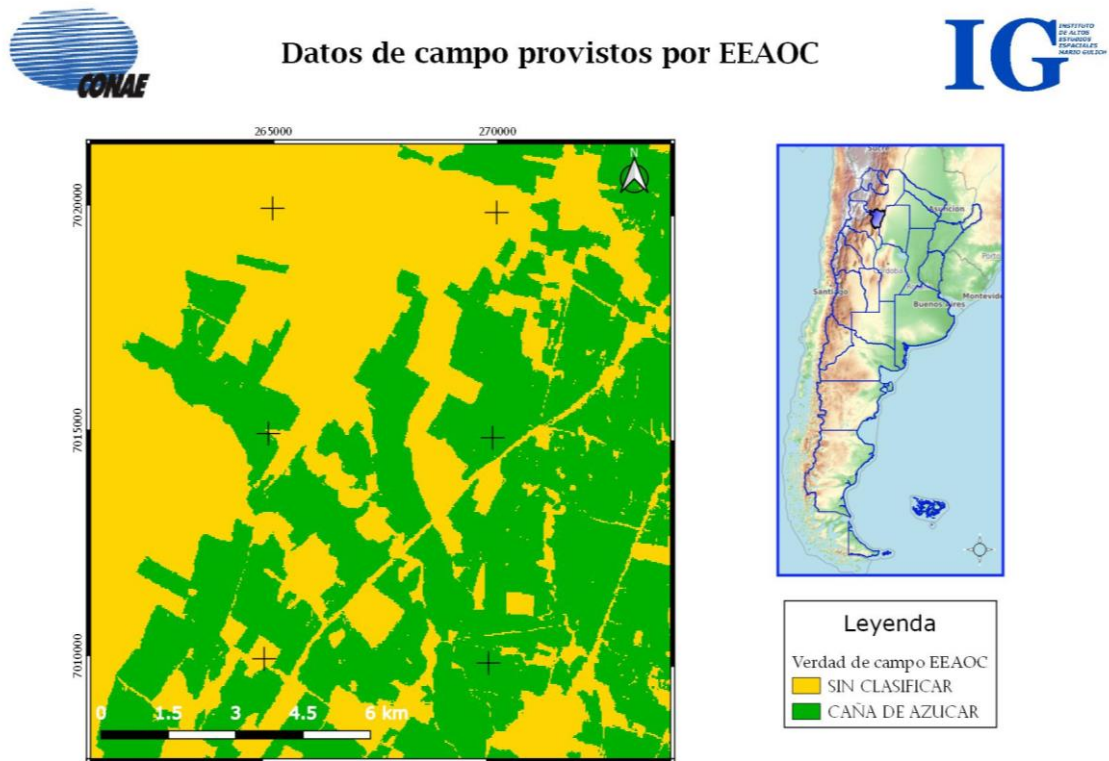 CONAE
Datos de campo provistos por EEAOC
IG
INSTITUTO
DE ALTOS
ESTUDIOS
ESPACIALES
MARIO GULICH
265000
270000
7020000
7015000
7010000
N
0 1.5 3 4.5 6 km
Sucre
Asunción
Santiago
Buenos Aires
Montevide
Leyenda
Verdad de campo EEAOC
SIN CLASIFICAR
CAÑA DE AZUCAR